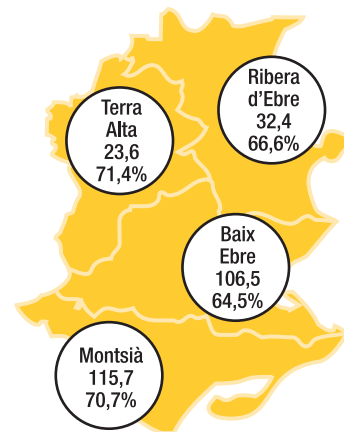 Ribera
d'Ebre
32,4
66,6%
Terra
Alta
23,6
71,4%
Baix
Ebre
106,5
64,5%
Montsià
115,7
70,7%